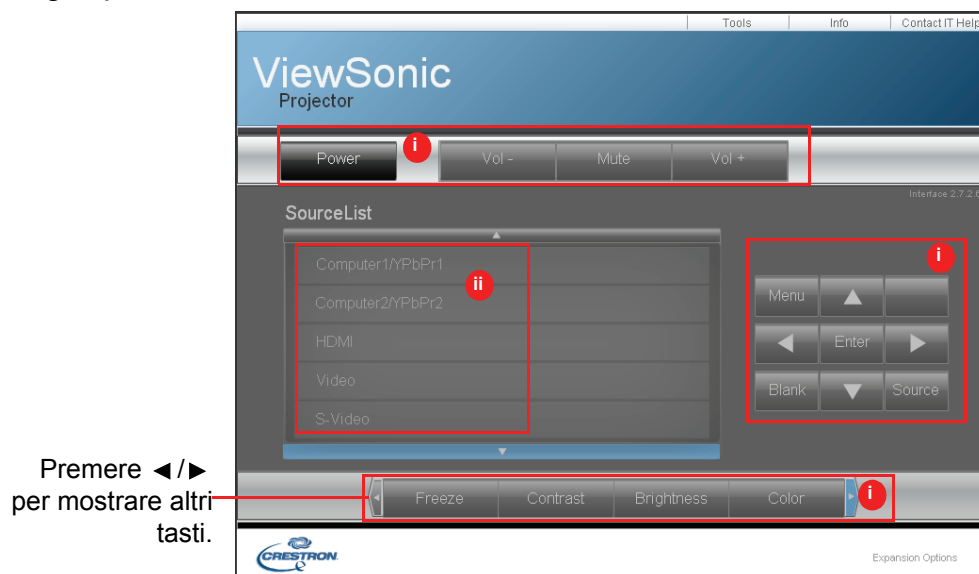 Tools Info Contact IT Help
ViewSonic
Projector
Power i Vol - Mute Vol +
Interface 2.7.2.6
SourceList
Computer1/YPbPr1
ii
Computer2/YPbPr2
HDMI
Video
S-Video
i
Menu ▲
◄ Enter ►
Blank ▼ Source
Premere ◄/►
per mostrare altri
tasti.
Freeze Contrast Brightness Color i
CRESTRON
Expansion Options